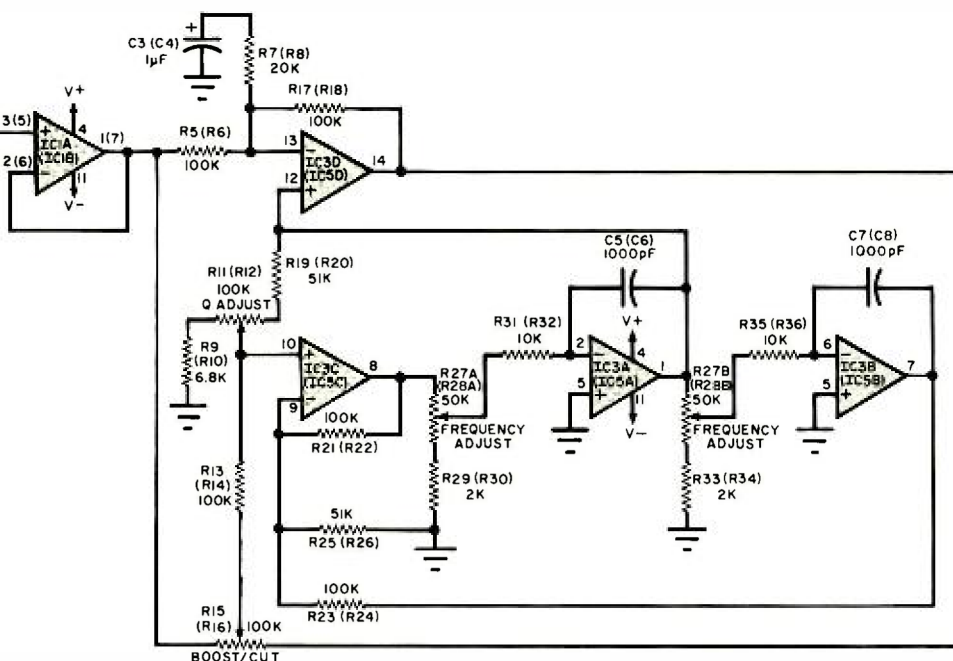 C3 (C4)
1µF
R7 (R8)
20K
R17 (R18)
100K
V+
3(5)
4
IC1A
(IC1B)
1(7)
2(6)
11
V-
R5 (R6)
100K
13
IC3D
(IC5D)
14
12
R19 (R20)
51K
R11 (R12)
100K
Q ADJUST
C5 (C6)
1000pF
C7 (C8)
1000pF
R9
(R10)
6.8K
10
IC3C
(IC5C)
8
9
R31 (R32)
10K
V+
2
4
IC3A
(IC5A)
1
5
11
V-
R35 (R36)
10K
6
IC3B
(IC5B)
7
5
R27A
(R28A)
50K
FREQUENCY
ADJUST
R27B
(R28B)
50K
FREQUENCY
ADJUST
100K
R21 (R22)
R13
(R14)
100K
R29 (R30)
2K
R33 (R34)
2K
51K
R25 (R26)
100K
R23 (R24)
R15
(R16)
100K
BOOST/CUT
+
+
-
-
+
+
-
-
+
-
+